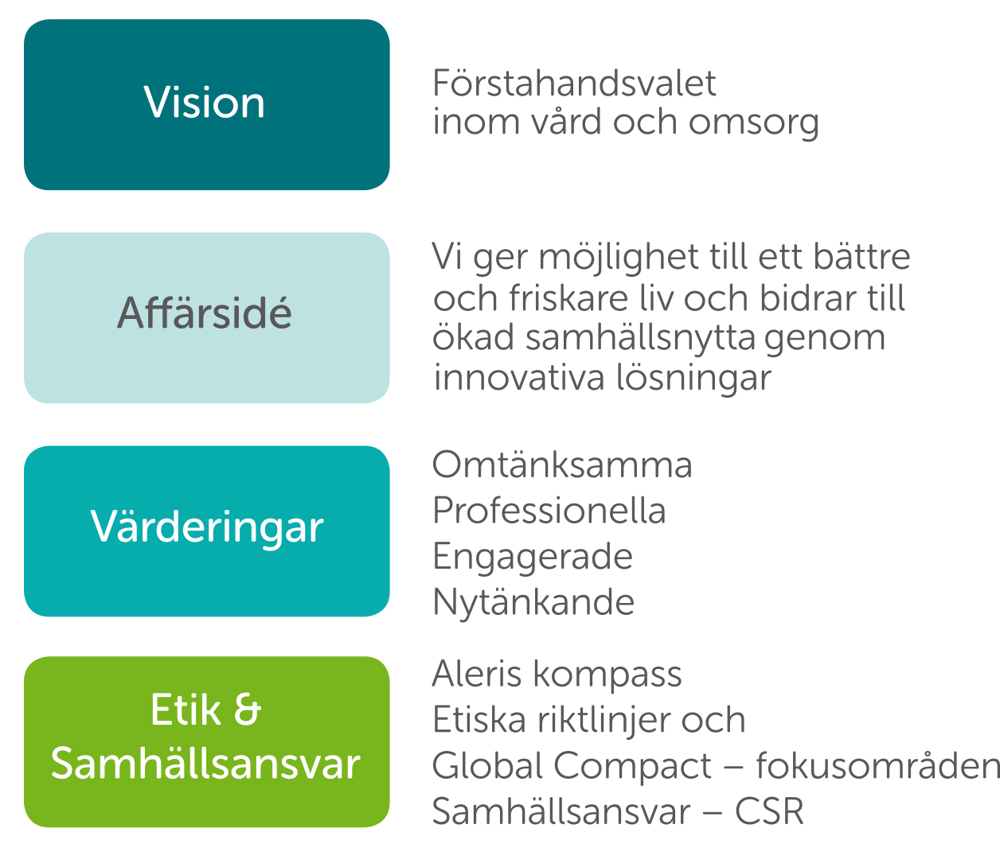 Vision
Förstahandsvalet
inom vård och omsorg
Affärsidé
Vi ger möjlighet till ett bättre
och friskare liv och bidrar till
ökad samhällsnytta genom
innovativa lösningar
Värderingar
Omtänksamma
Professionella
Engagerade
Nytänkande
Etik &
Samhällsansvar
Aleris kompass
Etiska riktlinjer och
Global Compact – fokusområden
Samhällsansvar – CSR